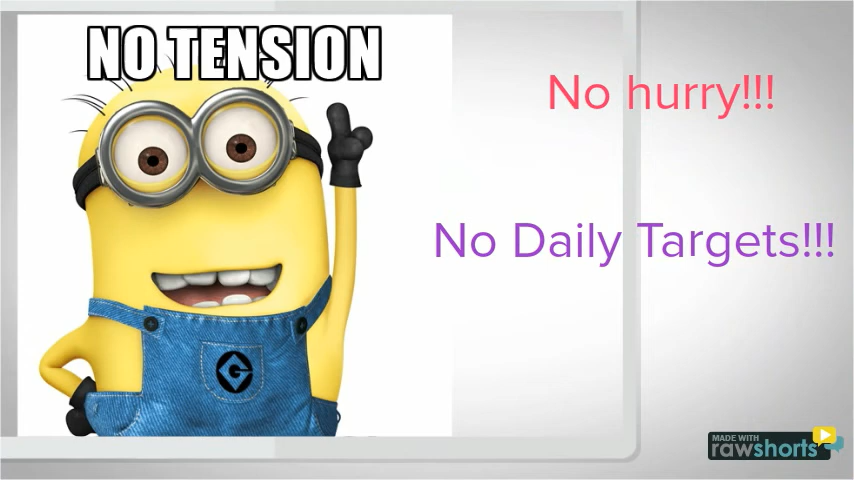 NO TENSION
No hurry!!!
No Daily Targets!!!
G
MADE WITH
rawshorts